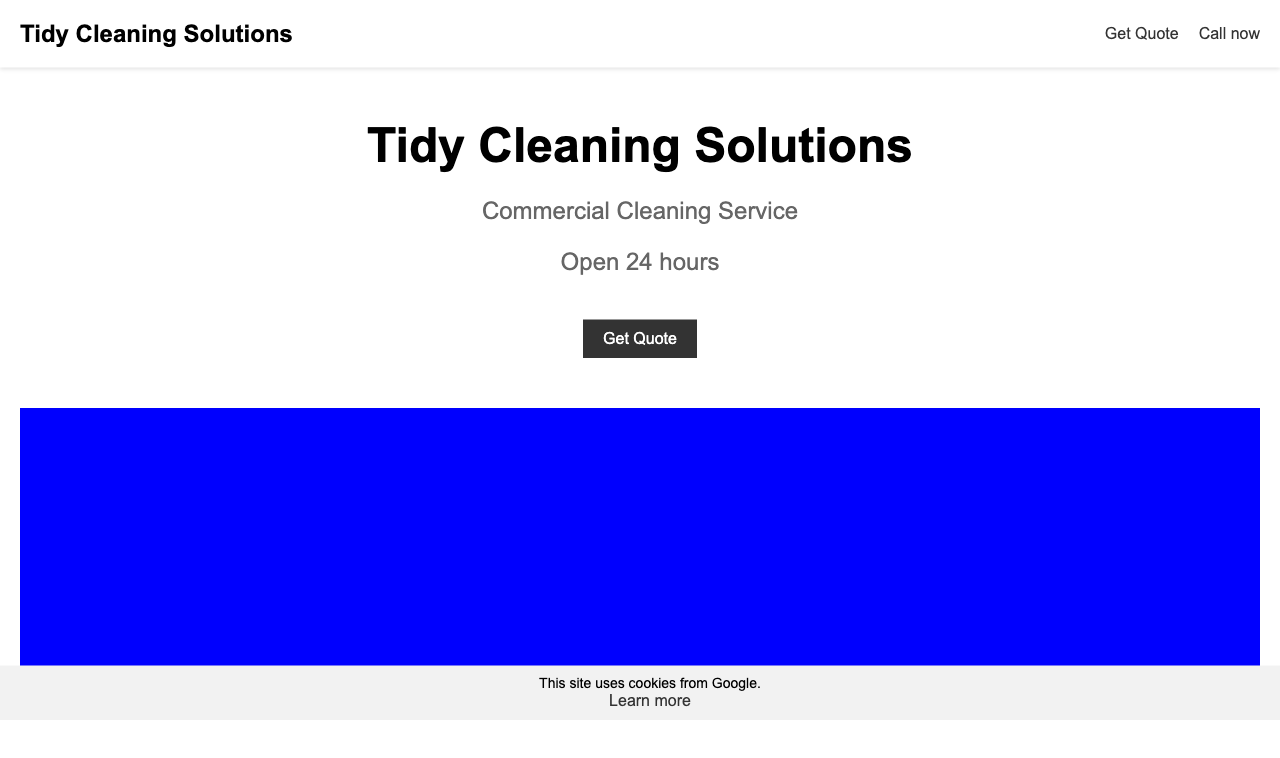 Tidy Cleaning Solutions
Get Quote
Call now
Tidy Cleaning Solutions
Commercial Cleaning Service
Open 24 hours
Get Quote
This site uses cookies from Google.
Learn more